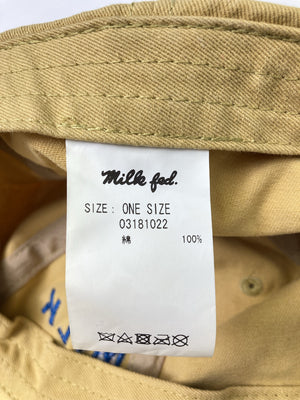 milk fed.
SIZE: ONE SIZE
03181022
綿 100%